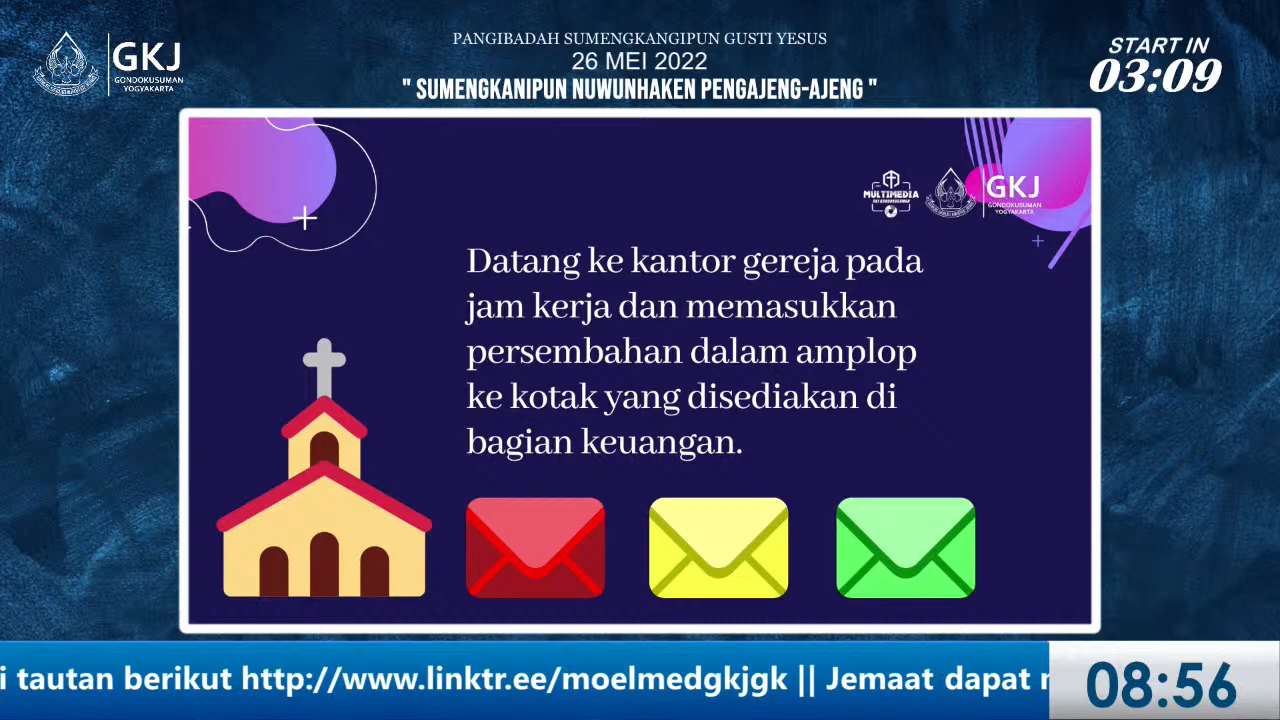 GKJ
GONDOKUSUMAN
YOGYAKARTA
PANGIBADAH SUMENGKANGIPUN GUSTI YESUS
26 MEI 2022
" SUMENGKANIPUN NUWUNHAKEN PENGAJENG-AJENG "
START IN
03:09
MULTIMEDIA
GKJ
GONDOKUSUMAN
YOGYAKARTA
Datang ke kantor gereja pada
jam kerja dan memasukkan
persembahan dalam amplop
ke kotak yang disediakan di
bagian keuangan.
i tautan berikut http://www.linktr.ee/moelmedgkjgk || Jemaat dapat
08:56